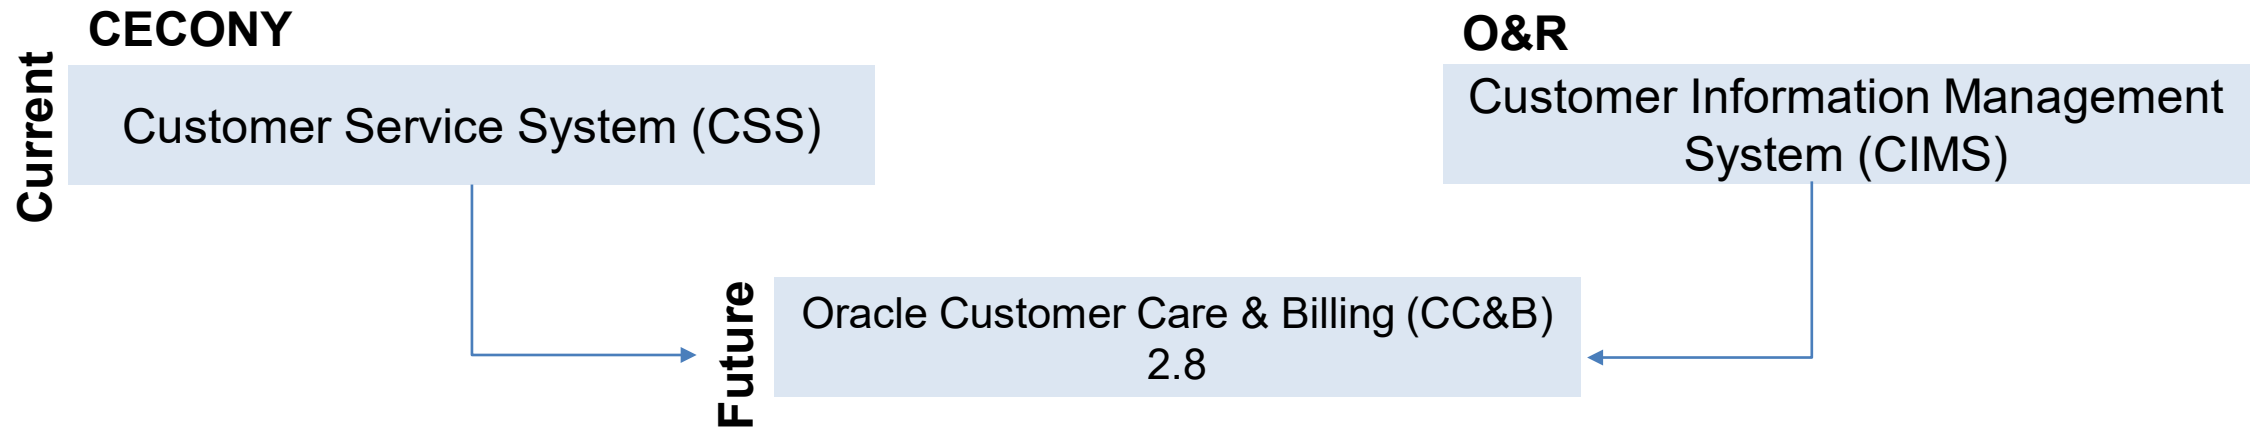 CECONY
O&R
Current
Customer Service System (CSS)
Customer Information Management
System (CIMS)
Future
Oracle Customer Care & Billing (CC&B)
2.8